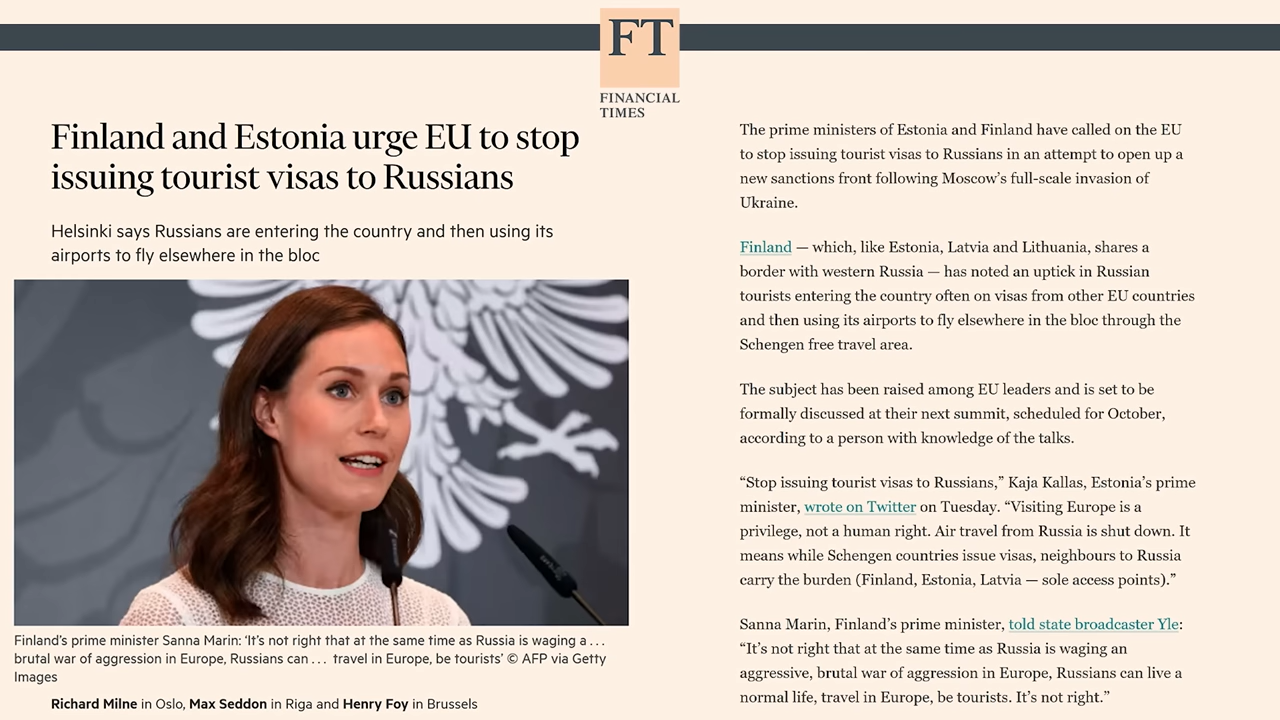 FT
FINANCIAL
TIMES
Finland and Estonia urge EU to stop
issuing tourist visas to Russians
Helsinki says Russians are entering the country and then using its
airports to fly elsewhere in the bloc
Finland’s prime minister Sanna Marin: ‘It’s not right that at the same time as Russia is waging a . . .
brutal war of aggression in Europe, Russians can . . . travel in Europe, be tourists’ © AFP via Getty
Images
Richard Milne in Oslo, Max Seddon in Riga and Henry Foy in Brussels
The prime ministers of Estonia and Finland have called on the EU
to stop issuing tourist visas to Russians in an attempt to open up a
new sanctions front following Moscow’s full-scale invasion of
Ukraine.
Finland — which, like Estonia, Latvia and Lithuania, shares a
border with western Russia — has noted an uptick in Russian
tourists entering the country often on visas from other EU countries
and then using its airports to fly elsewhere in the bloc through the
Schengen free travel area.
The subject has been raised among EU leaders and is set to be
formally discussed at their next summit, scheduled for October,
according to a person with knowledge of the talks.
“Stop issuing tourist visas to Russians,” Kaja Kallas, Estonia’s prime
minister, wrote on Twitter on Tuesday. “Visiting Europe is a
privilege, not a human right. Air travel from Russia is shut down. It
means while Schengen countries issue visas, neighbours to Russia
carry the burden (Finland, Estonia, Latvia — sole access points).”
Sanna Marin, Finland’s prime minister, told state broadcaster Yle:
“It’s not right that at the same time as Russia is waging an
aggressive, brutal war of aggression in Europe, Russians can live a
normal life, travel in Europe, be tourists. It’s not right.”